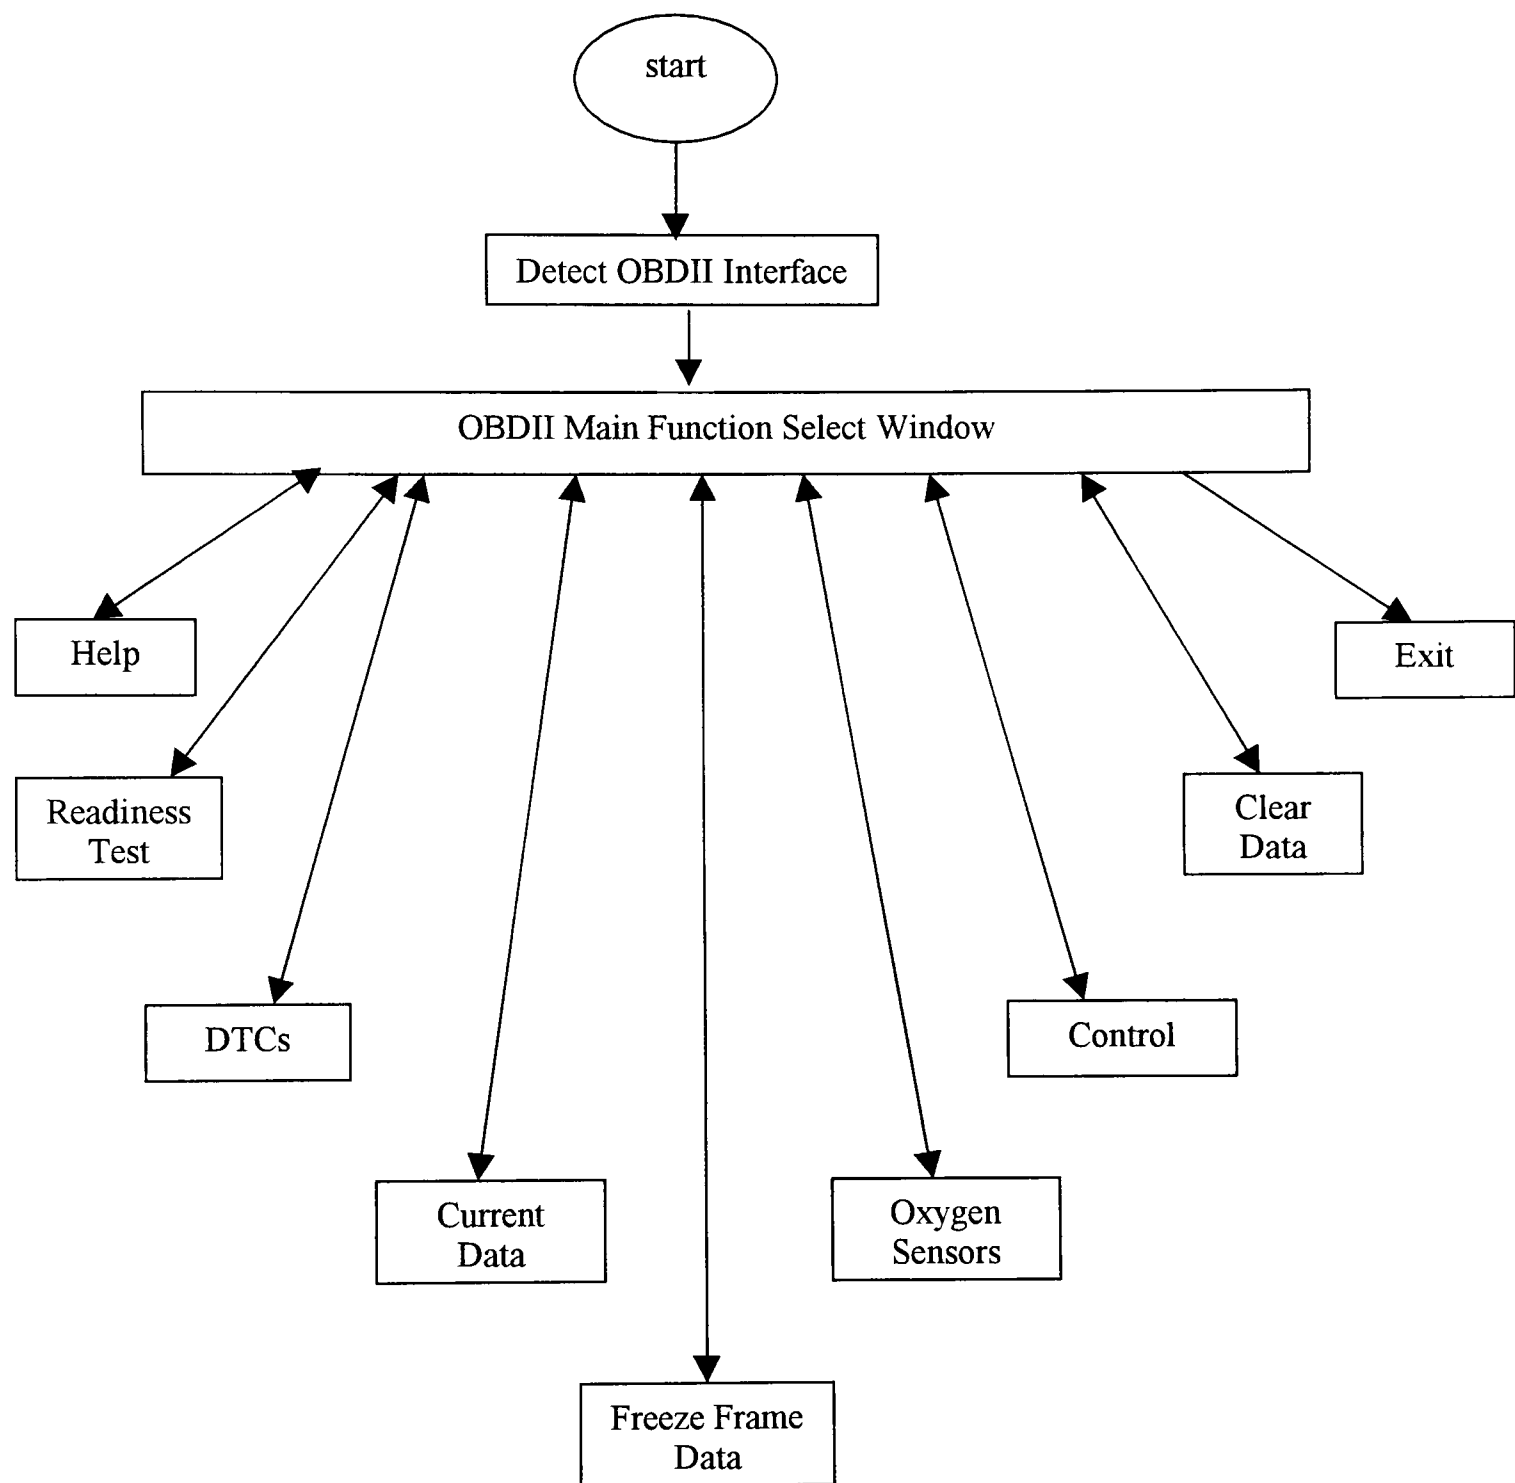 start
Detect OBDII Interface
OBDII Main Function Select Window
Help
Exit
Readiness
Test
Clear
Data
DTCs
Control
Current
Data
Oxygen
Sensors
Freeze Frame
Data